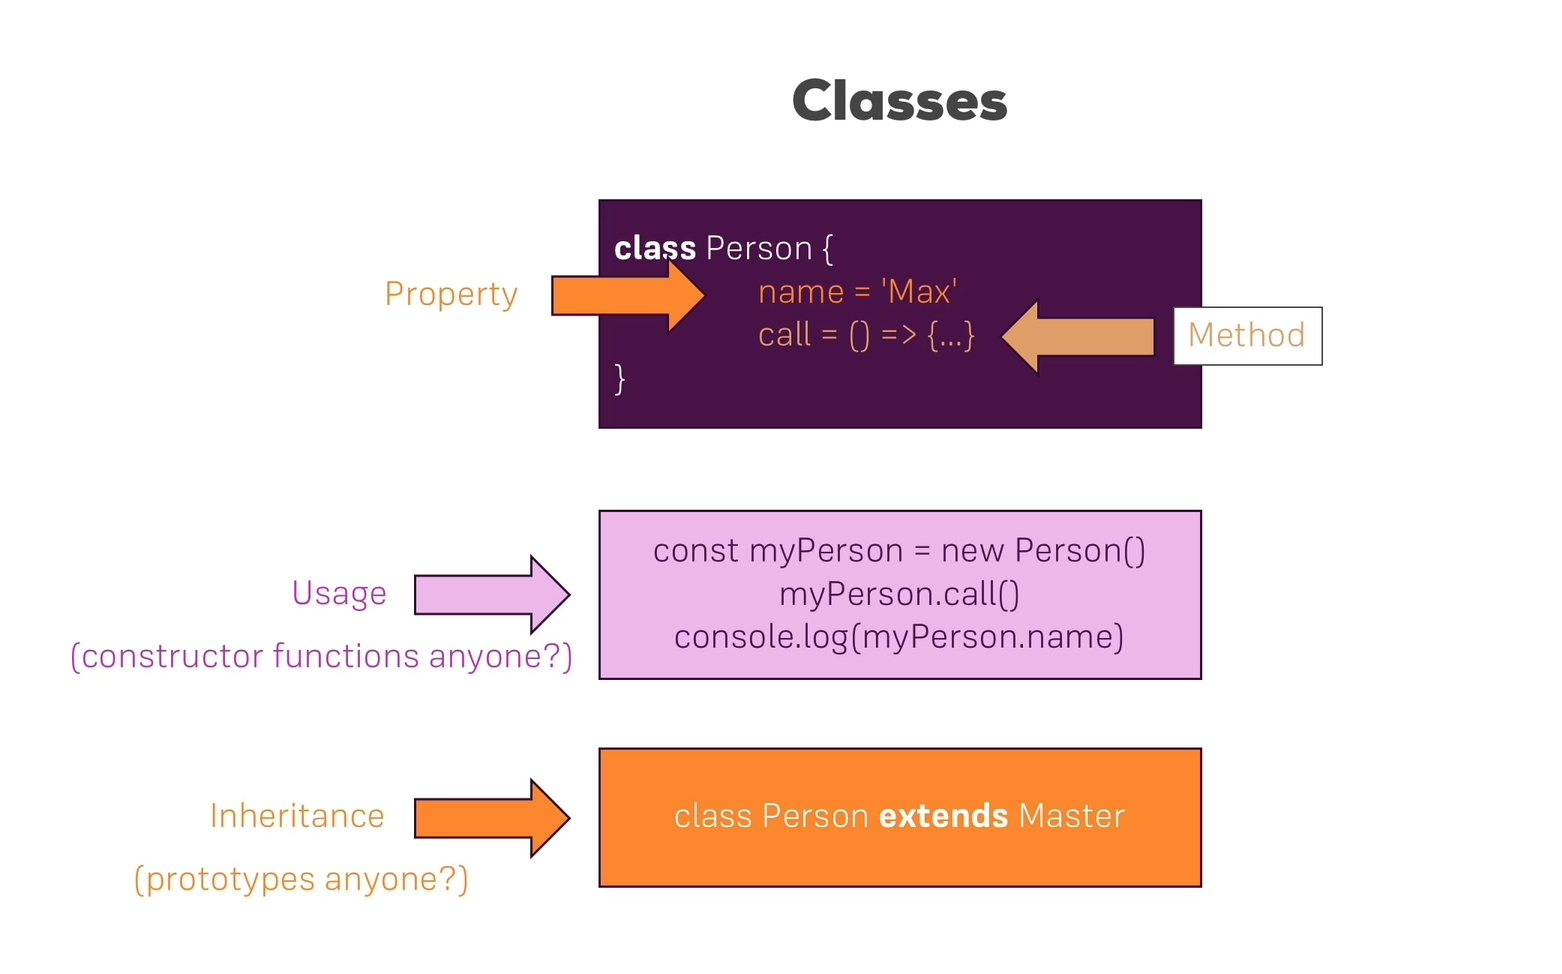 Classes
class Person {
Property
name = 'Max'
call = () => {...}
Method
}
Usage
(constructor functions anyone?)
const myPerson = new Person()
myPerson.call()
console.log(myPerson.name)
Inheritance
(prototypes anyone?)
class Person extends Master